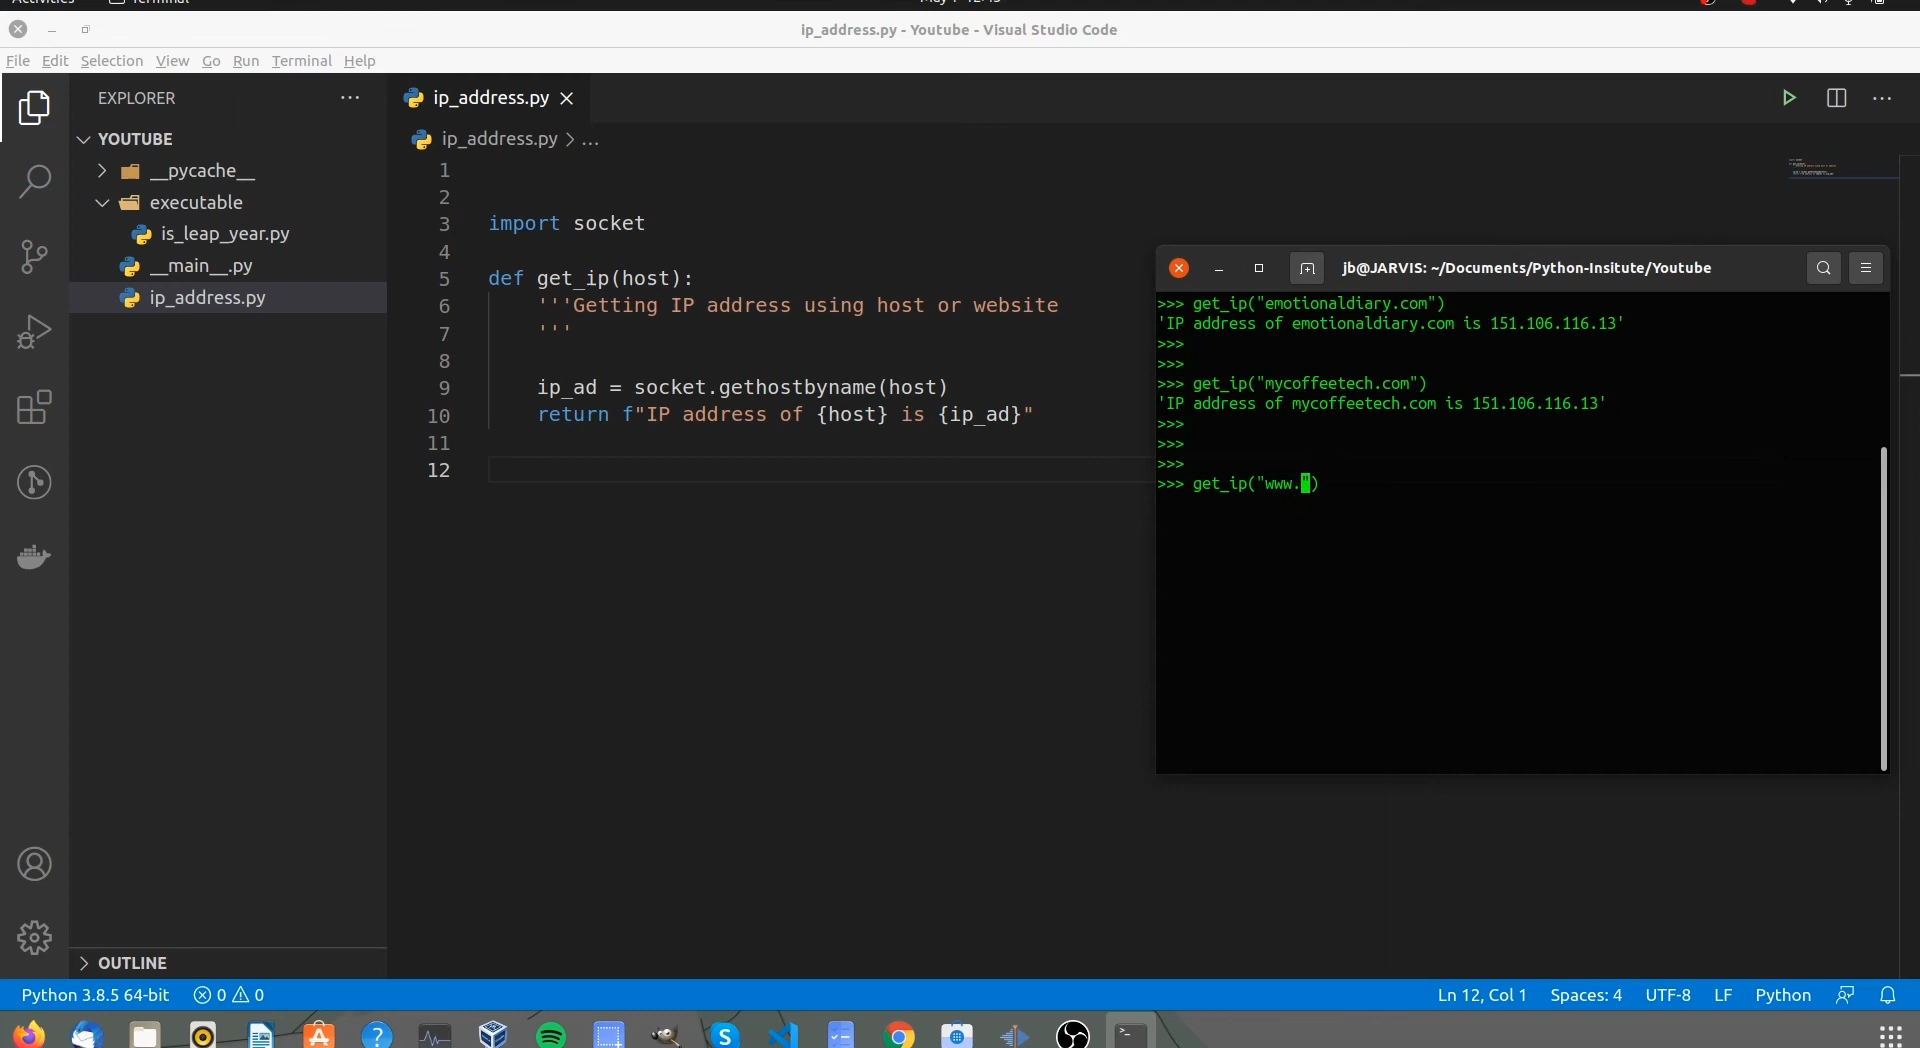 Activities
Terminal
ip_address.py - Youtube - Visual Studio Code
File Edit Selection View Go Run Terminal Help
EXPLORER
YOUTUBE
__pycache__
executable
is_leap_year.py
__main__.py
ip_address.py
OUTLINE
ip_address.py
ip_address.py > ...
1
2
3 import socket
4
5 def get_ip(host):
6 '''Getting IP address using host or website
7 '''
8
9 ip_ad = socket.gethostbyname(host)
10 return f"IP address of {host} is {ip_ad}"
11
12
jb@JARVIS: ~/Documents/Python-Insitute/Youtube
>>> get_ip("emotionaldiary.com")
'IP address of emotionaldiary.com is 151.106.116.13'
>>>
>>>
>>> get_ip("mycoffeetech.com")
'IP address of mycoffeetech.com is 151.106.116.13'
>>>
>>>
>>>
>>> get_ip("www.")
Python 3.8.5 64-bit 0 0 Ln 12, Col 1 Spaces: 4 UTF-8 LF Python